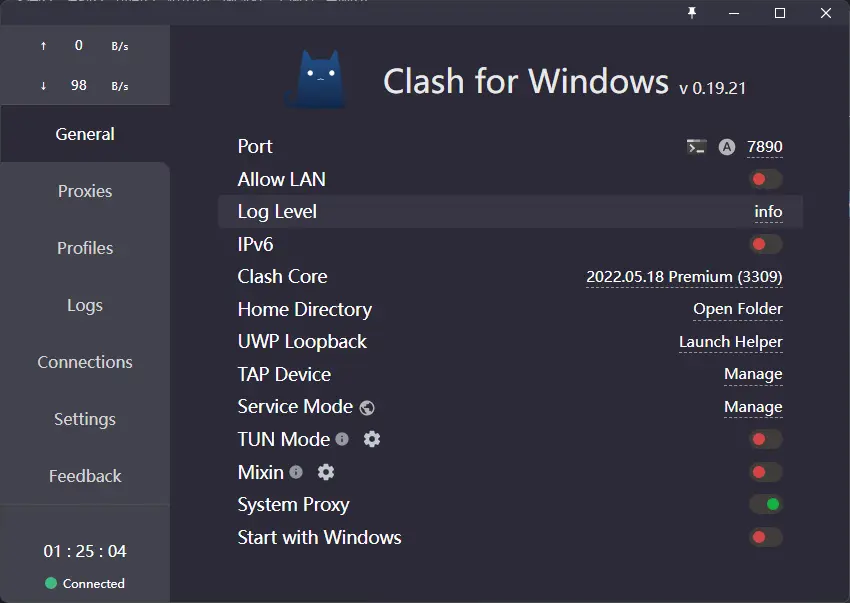 ↑ 0 B/s
↓ 98 B/s
General
Proxies
Profiles
Logs
Connections
Settings
Feedback
01 : 25 : 04
Connected
Clash for Windows v 0.19.21
Port A 7890
Allow LAN
Log Level info
IPv6
Clash Core 2022.05.18 Premium (3309)
Home Directory Open Folder
UWP Loopback Launch Helper
TAP Device Manage
Service Mode Manage
TUN Mode
Mixin
System Proxy
Start with Windows